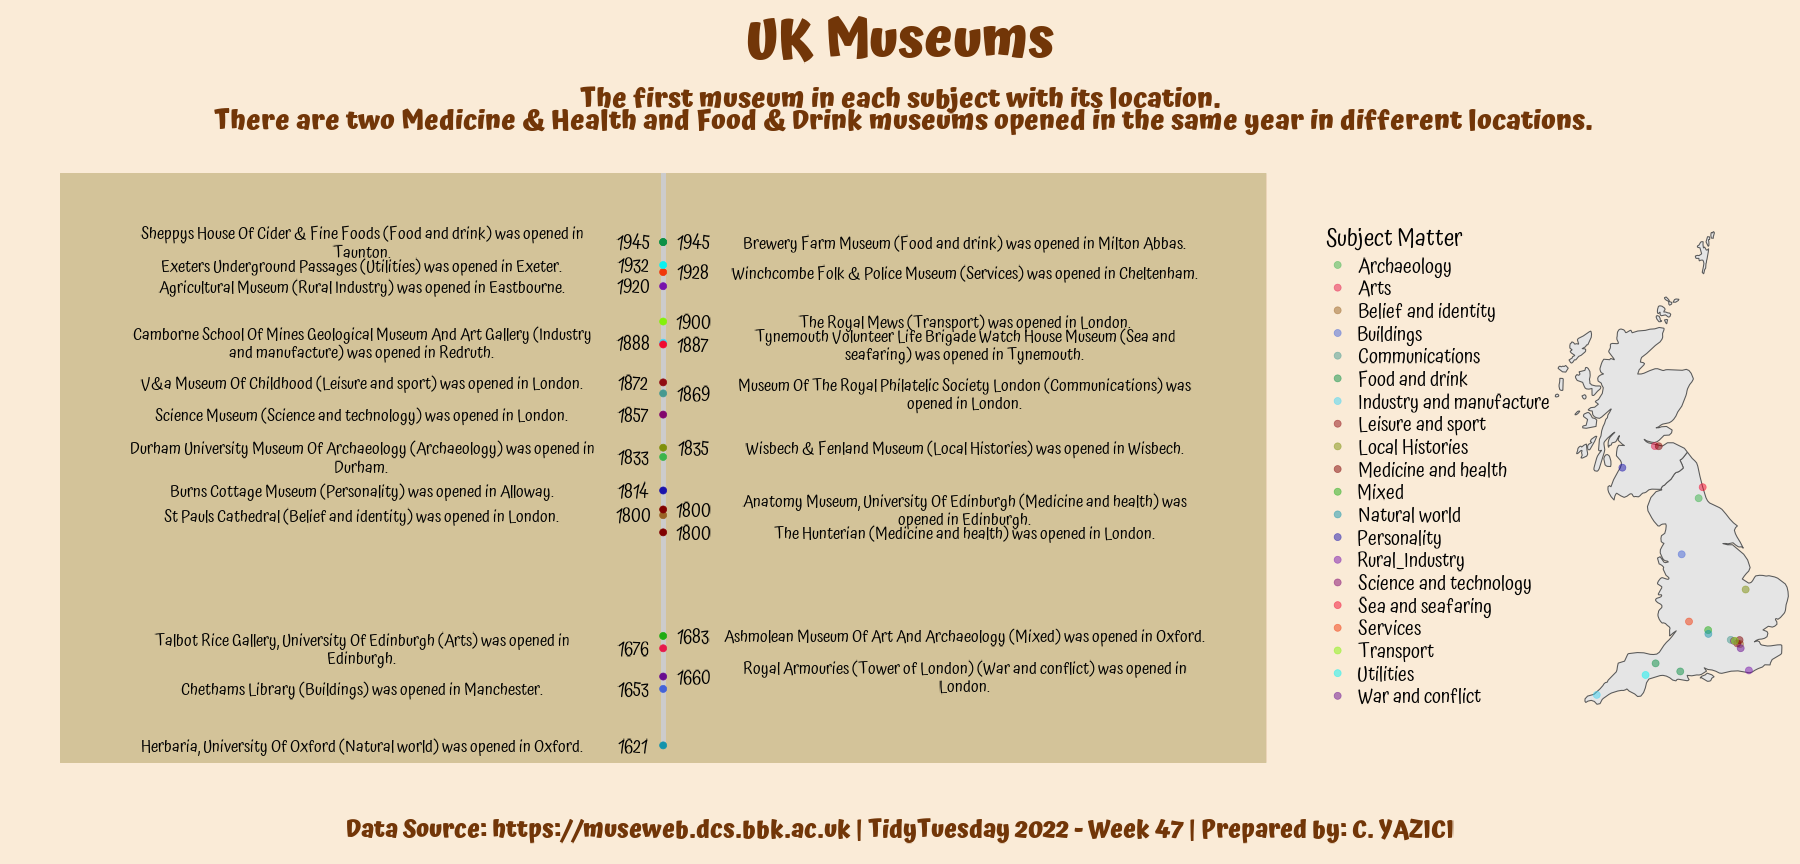 UK Museums
The first museum in each subject with its location.
There are two Medicine & Health and Food & Drink museums opened in the same year in different locations.
Sheppys House Of Cider & Fine Foods (Food and drink) was opened in
Taunton.
1945
1945
Brewery Farm Museum (Food and drink) was opened in Milton Abbas.
Exeters Underground Passages (Utilities) was opened in Exeter.
1932
1928
Winchcombe Folk & Police Museum (Services) was opened in Cheltenham.
Agricultural Museum (Rural Industry) was opened in Eastbourne.
1920
1900
The Royal Mews (Transport) was opened in London.
Camborne School Of Mines Geological Museum And Art Gallery (Industry
and manufacture) was opened in Redruth.
1888
1887
Tynemouth Volunteer Life Brigade Watch House Museum (Sea and
seafaring) was opened in Tynemouth.
V&a Museum Of Childhood (Leisure and sport) was opened in London.
1872
1869
Museum Of The Royal Philatelic Society London (Communications) was
opened in London.
Science Museum (Science and technology) was opened in London.
1857
Durham University Museum Of Archaeology (Archaeology) was opened in
Durham.
1833
1835
Wisbech & Fenland Museum (Local Histories) was opened in Wisbech.
Burns Cottage Museum (Personality) was opened in Alloway.
1814
St Pauls Cathedral (Belief and identity) was opened in London.
1800
1800
Anatomy Museum, University Of Edinburgh (Medicine and health) was
opened in Edinburgh.
1800
The Hunterian (Medicine and health) was opened in London.
1683
Ashmolean Museum Of Art And Archaeology (Mixed) was opened in Oxford.
Talbot Rice Gallery, University Of Edinburgh (Arts) was opened in
Edinburgh.
1676
1660
Royal Armouries (Tower of London) (War and conflict) was opened in
London.
Chethams Library (Buildings) was opened in Manchester.
1653
Herbaria, University Of Oxford (Natural world) was opened in Oxford.
1621
Subject Matter
Archaeology
Arts
Belief and identity
Buildings
Communications
Food and drink
Industry and manufacture
Leisure and sport
Local Histories
Medicine and health
Mixed
Natural world
Personality
Rural_Industry
Science and technology
Sea and seafaring
Services
Transport
Utilities
War and conflict
Data Source: https://museweb.dcs.bbk.ac.uk | TidyTuesday 2022 - Week 47 | Prepared by: C. YAZICI